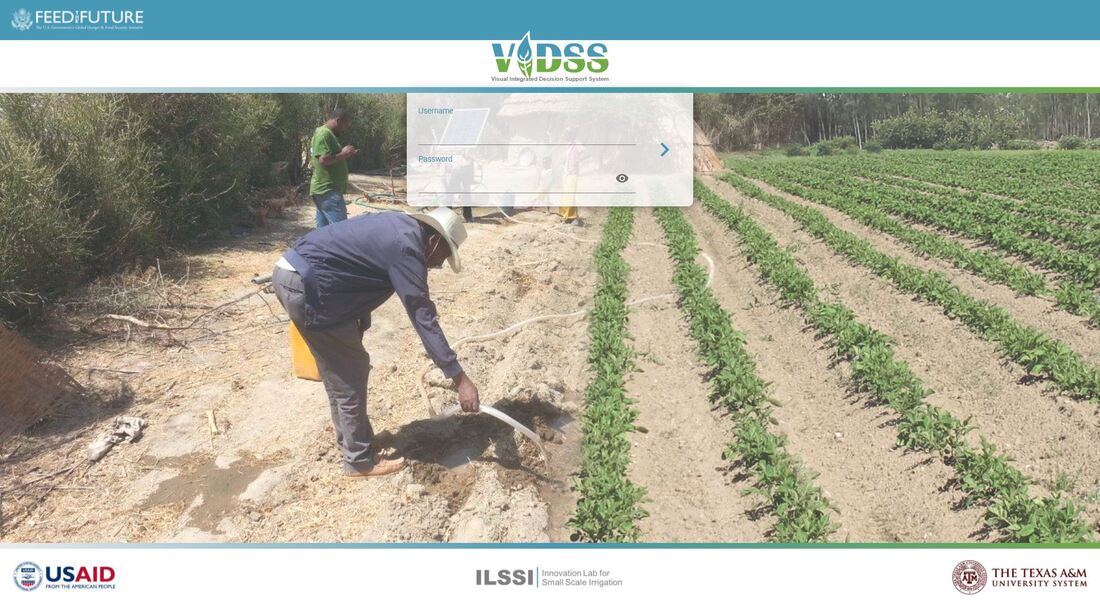 FEED THE FUTURE
The U.S. Government's Global Hunger & Food Security Initiative
VIDSS
Visual Integrated Decision Support System
Username
Password
USAID
FROM THE AMERICAN PEOPLE
ILSSI
Innovation Lab for
Small Scale Irrigation
THE TEXAS A&M
UNIVERSITY SYSTEM